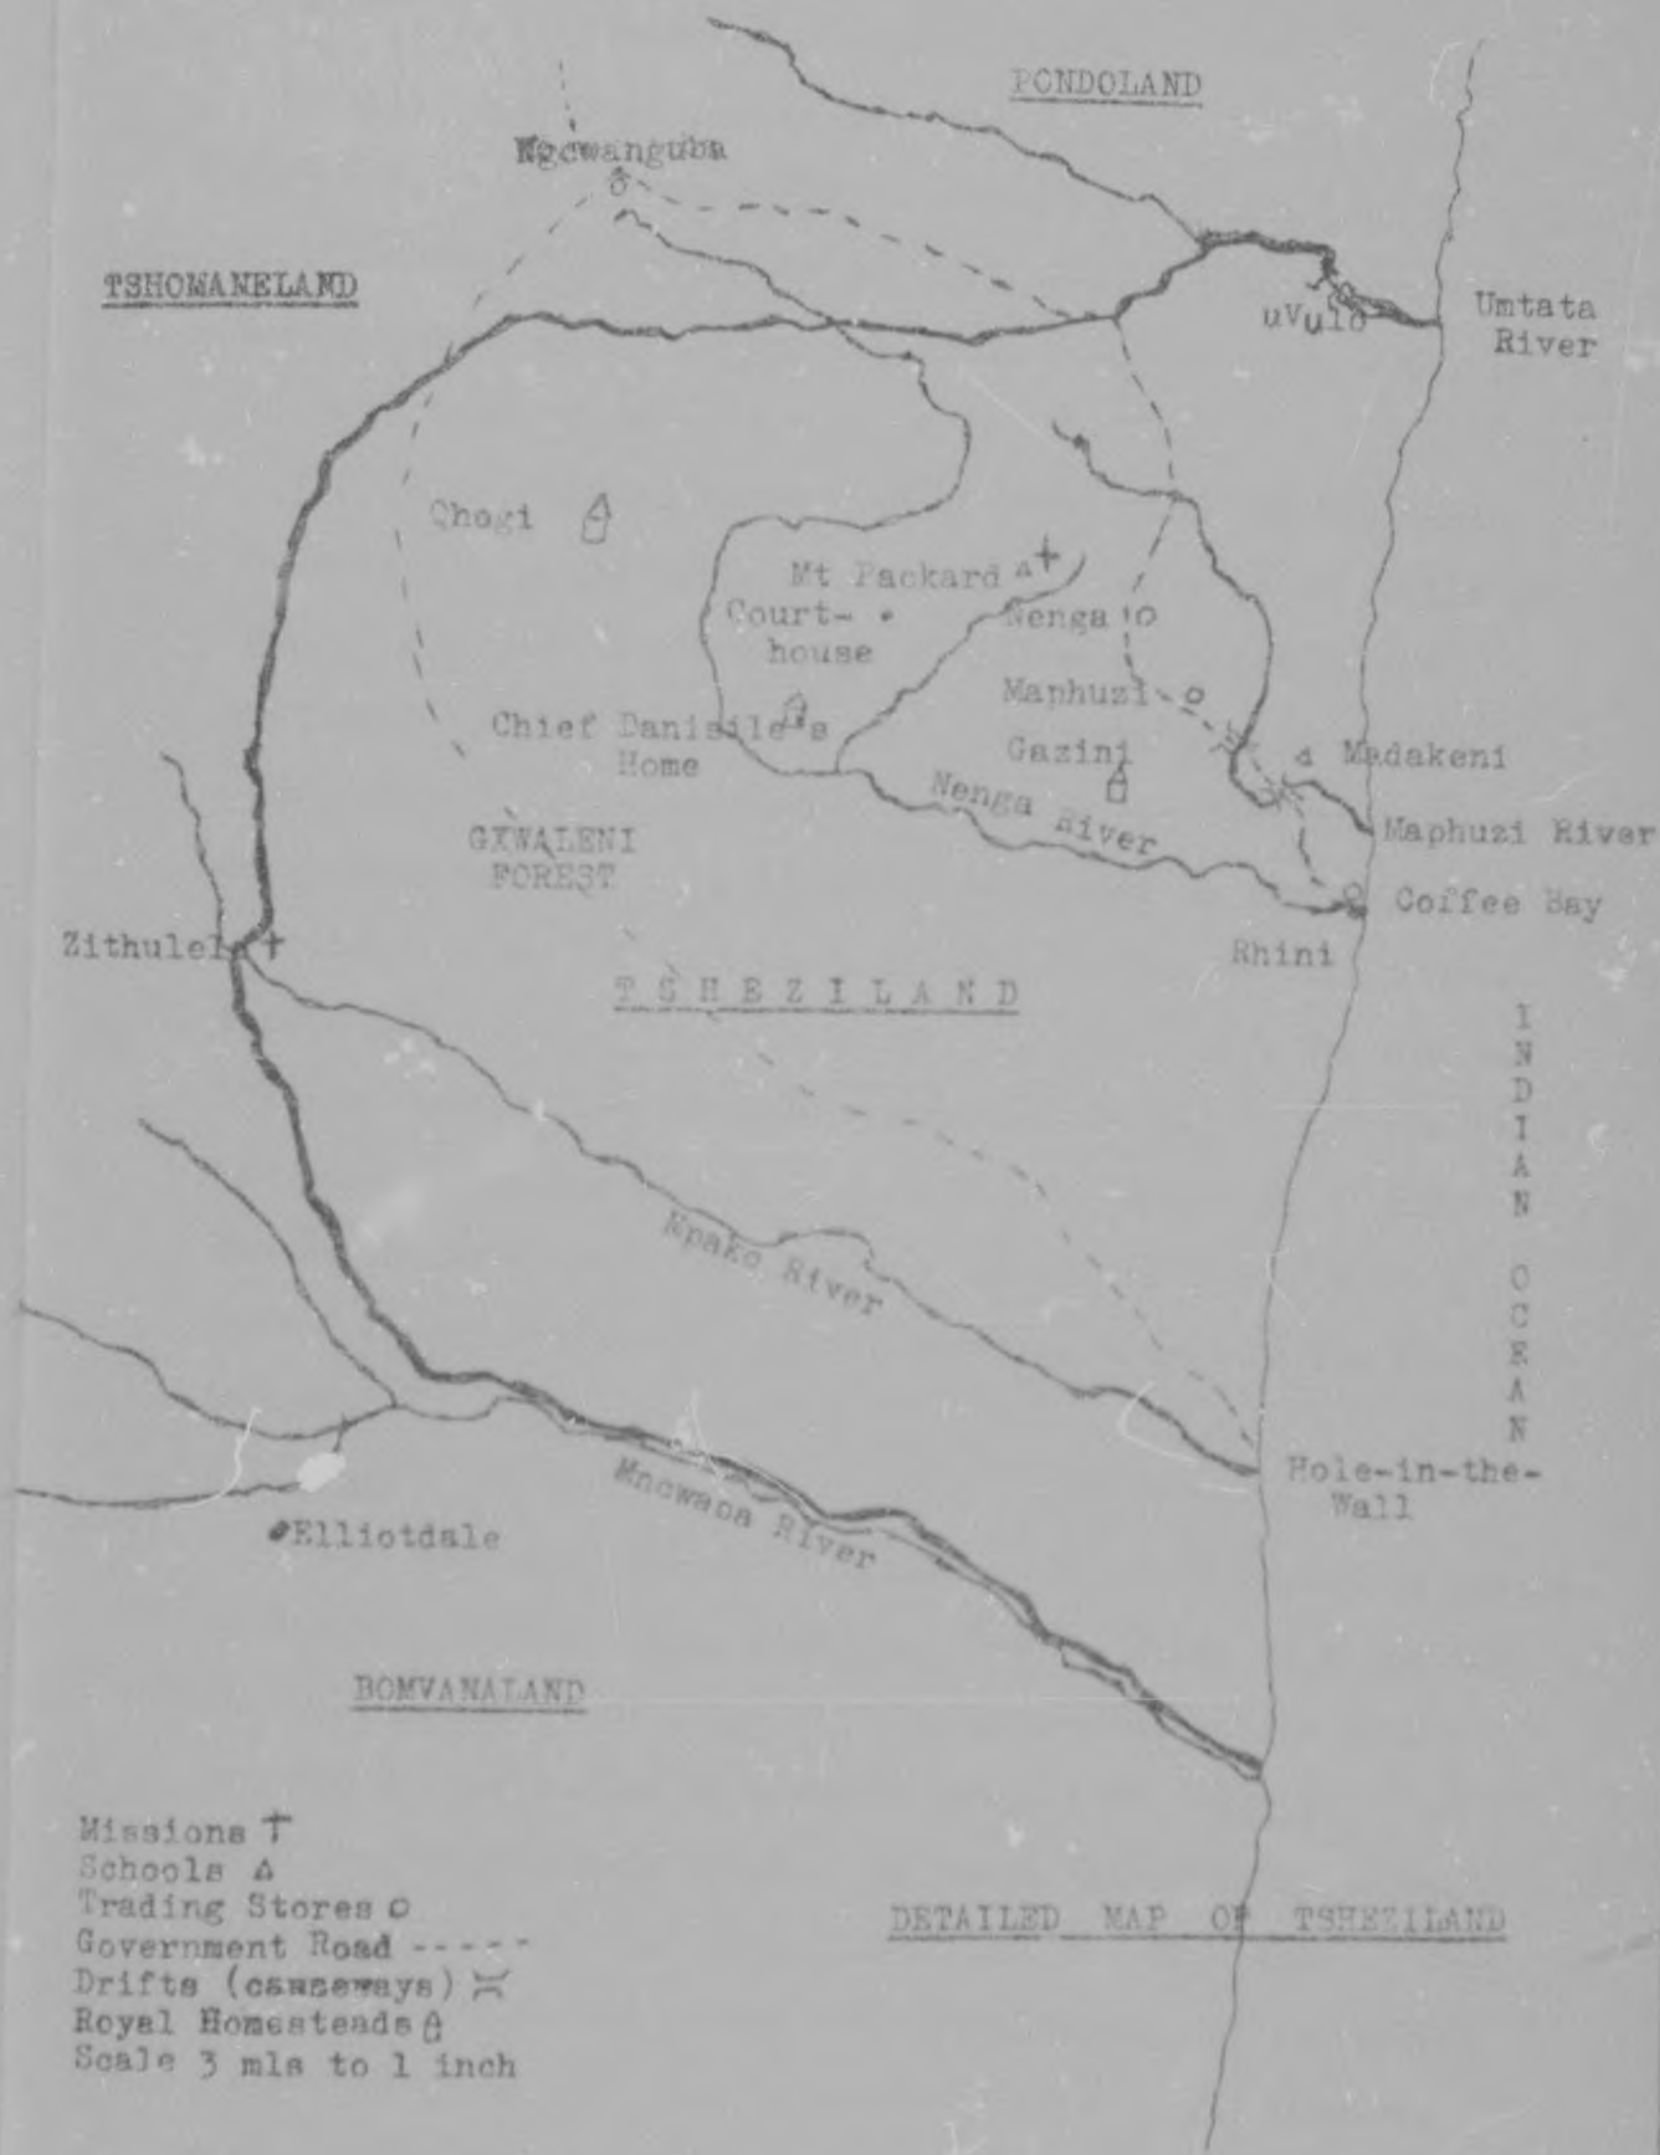 PONDOLAND
Ngcwanguba
TSHOMANELAND
uVulo
Umtata
River
Qhogi
Mt Packard
Court-
house
Nenga
Maphuzi
Chief Danisile's
Home
Gazini
Madakeni
Nenga River
Maphuzi River
GXWALENI
FOREST
Coffee Bay
Zithulele
Rhini
TSHEZILAND
INDIAN OCEAN
Mpako River
Hole-in-the-
Wall
Mncwasa River
Elliotdale
BOMVANALAND
Missions
Schools
Trading Stores
Government Road -----
Drifts (causeways)
Royal Homesteads
Scale 3 mls to 1 inch
DETAILED MAP OF TSHEZILAND